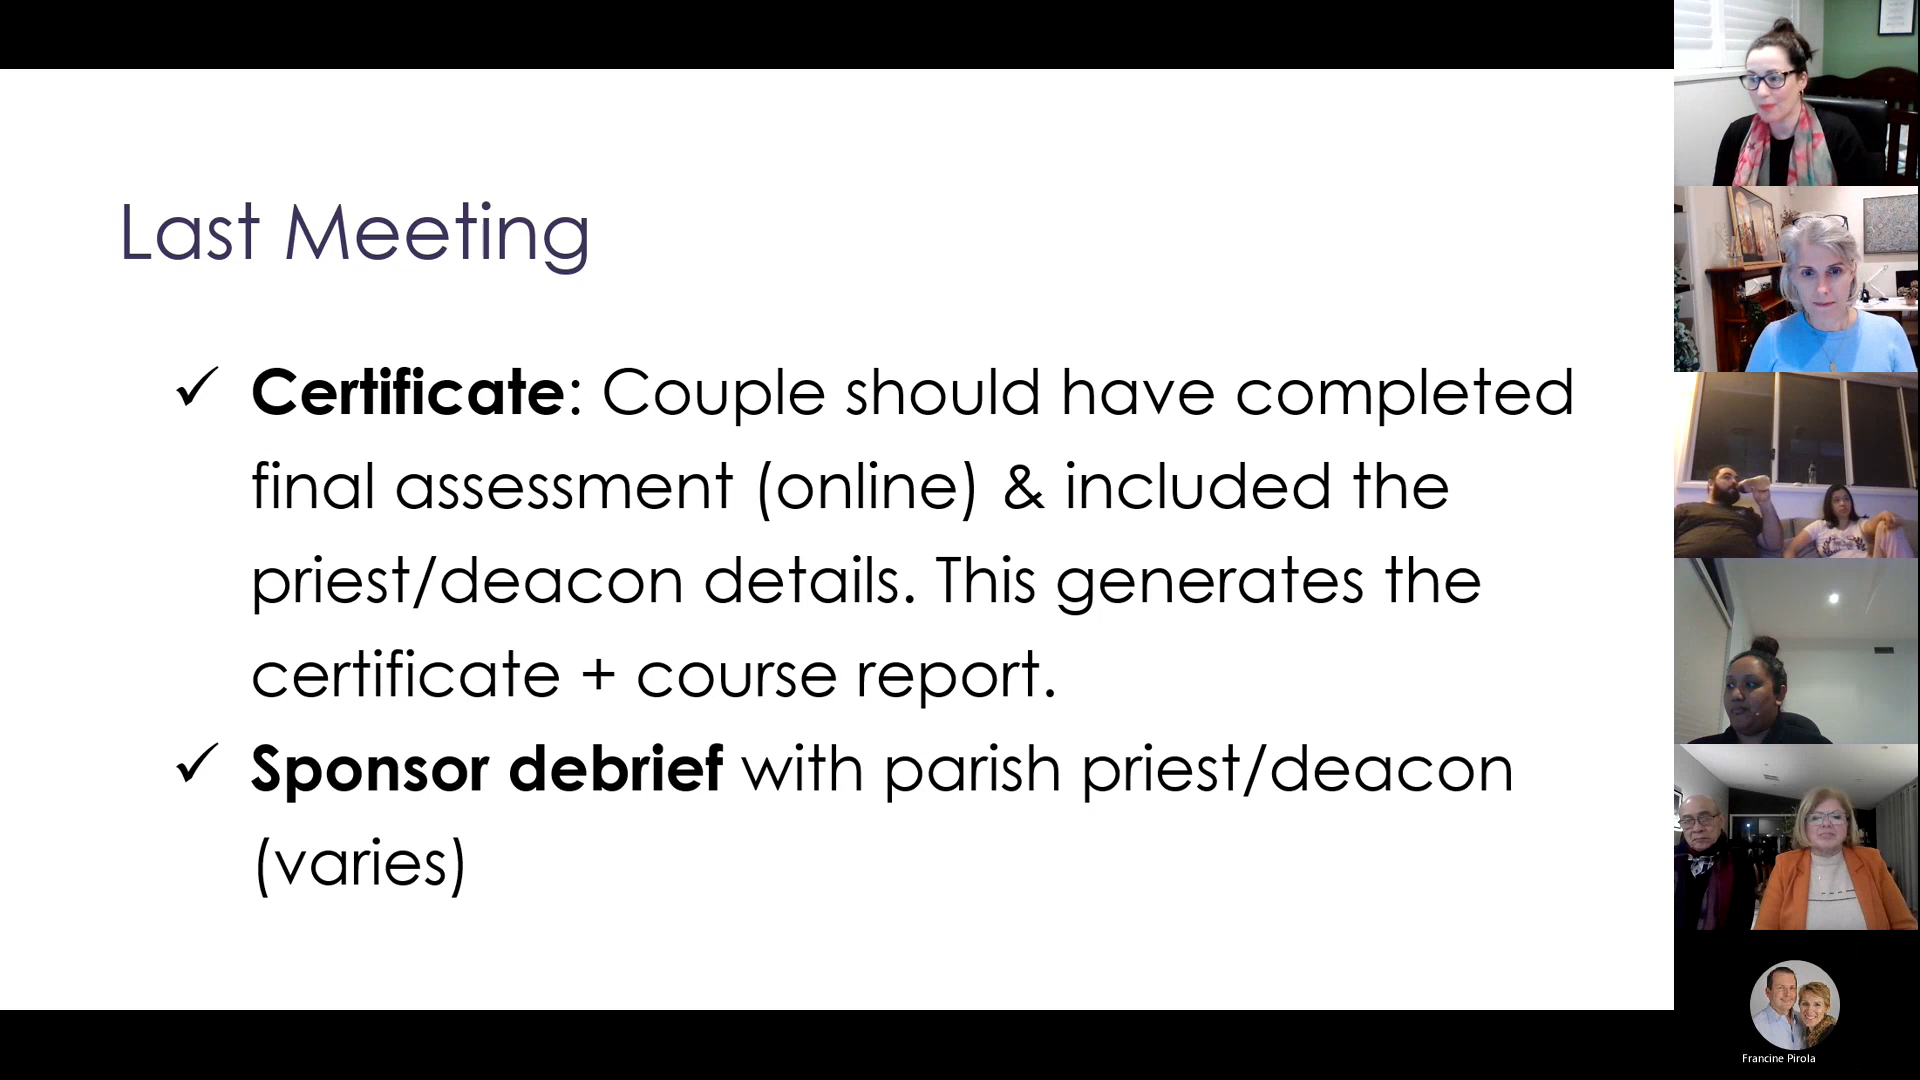 Last Meeting
✓ Certificate: Couple should have completed
final assessment (online) & included the
priest/deacon details. This generates the
certificate + course report.
✓ Sponsor debrief with parish priest/deacon
(varies)
Francine Pirola